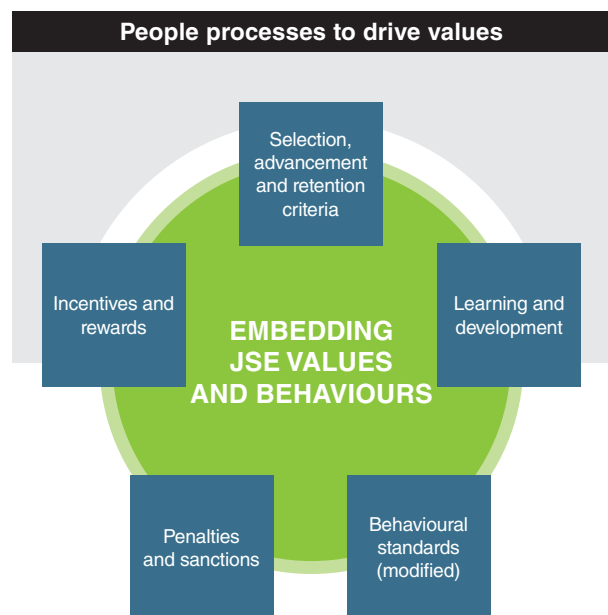 People processes to drive values
Selection,
advancement
and retention
criteria
Incentives and
rewards
Learning and
development
EMBEDDING
JSE VALUES
AND BEHAVIOURS
Penalties
and sanctions
Behavioural
standards
(modified)